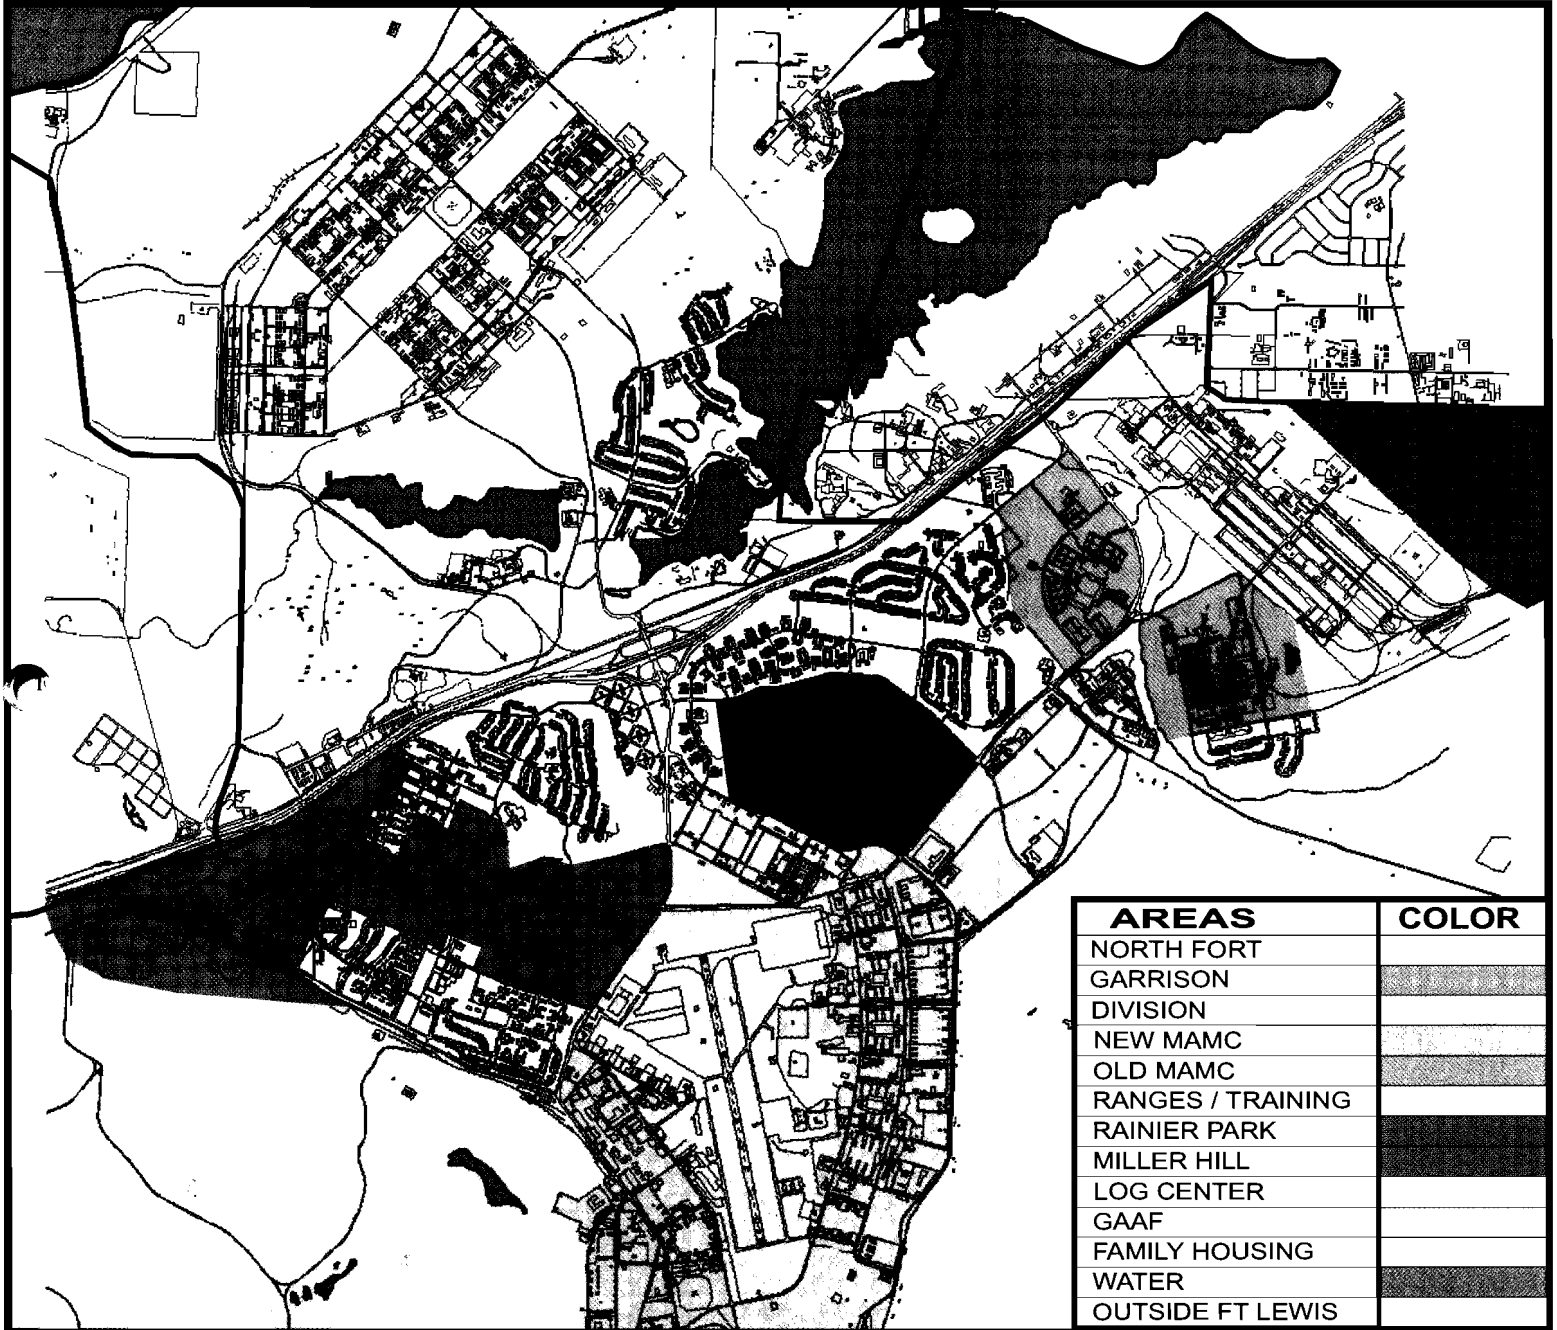 AREAS COLOR
NORTH FORT
GARRISON
DIVISION
NEW MAMC
OLD MAMC
RANGES / TRAINING
RAINIER PARK
MILLER HILL
LOG CENTER
GAAF
FAMILY HOUSING
WATER
OUTSIDE FT LEWIS